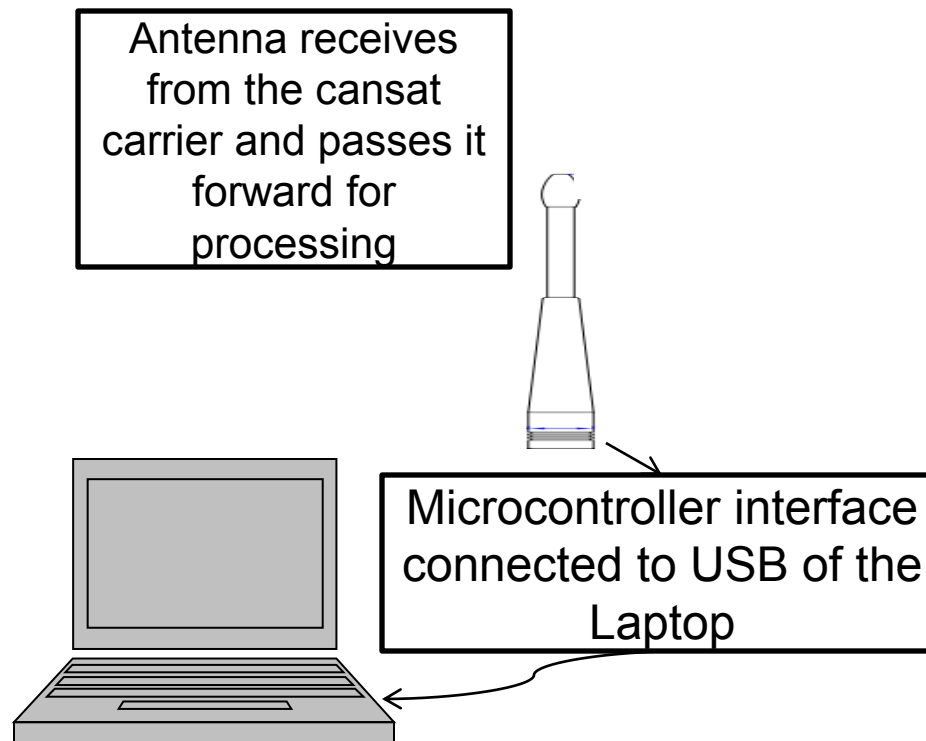 Antenna receives
from the cansat
carrier and passes it
forward for
processing
Microcontroller interface
connected to USB of the
Laptop